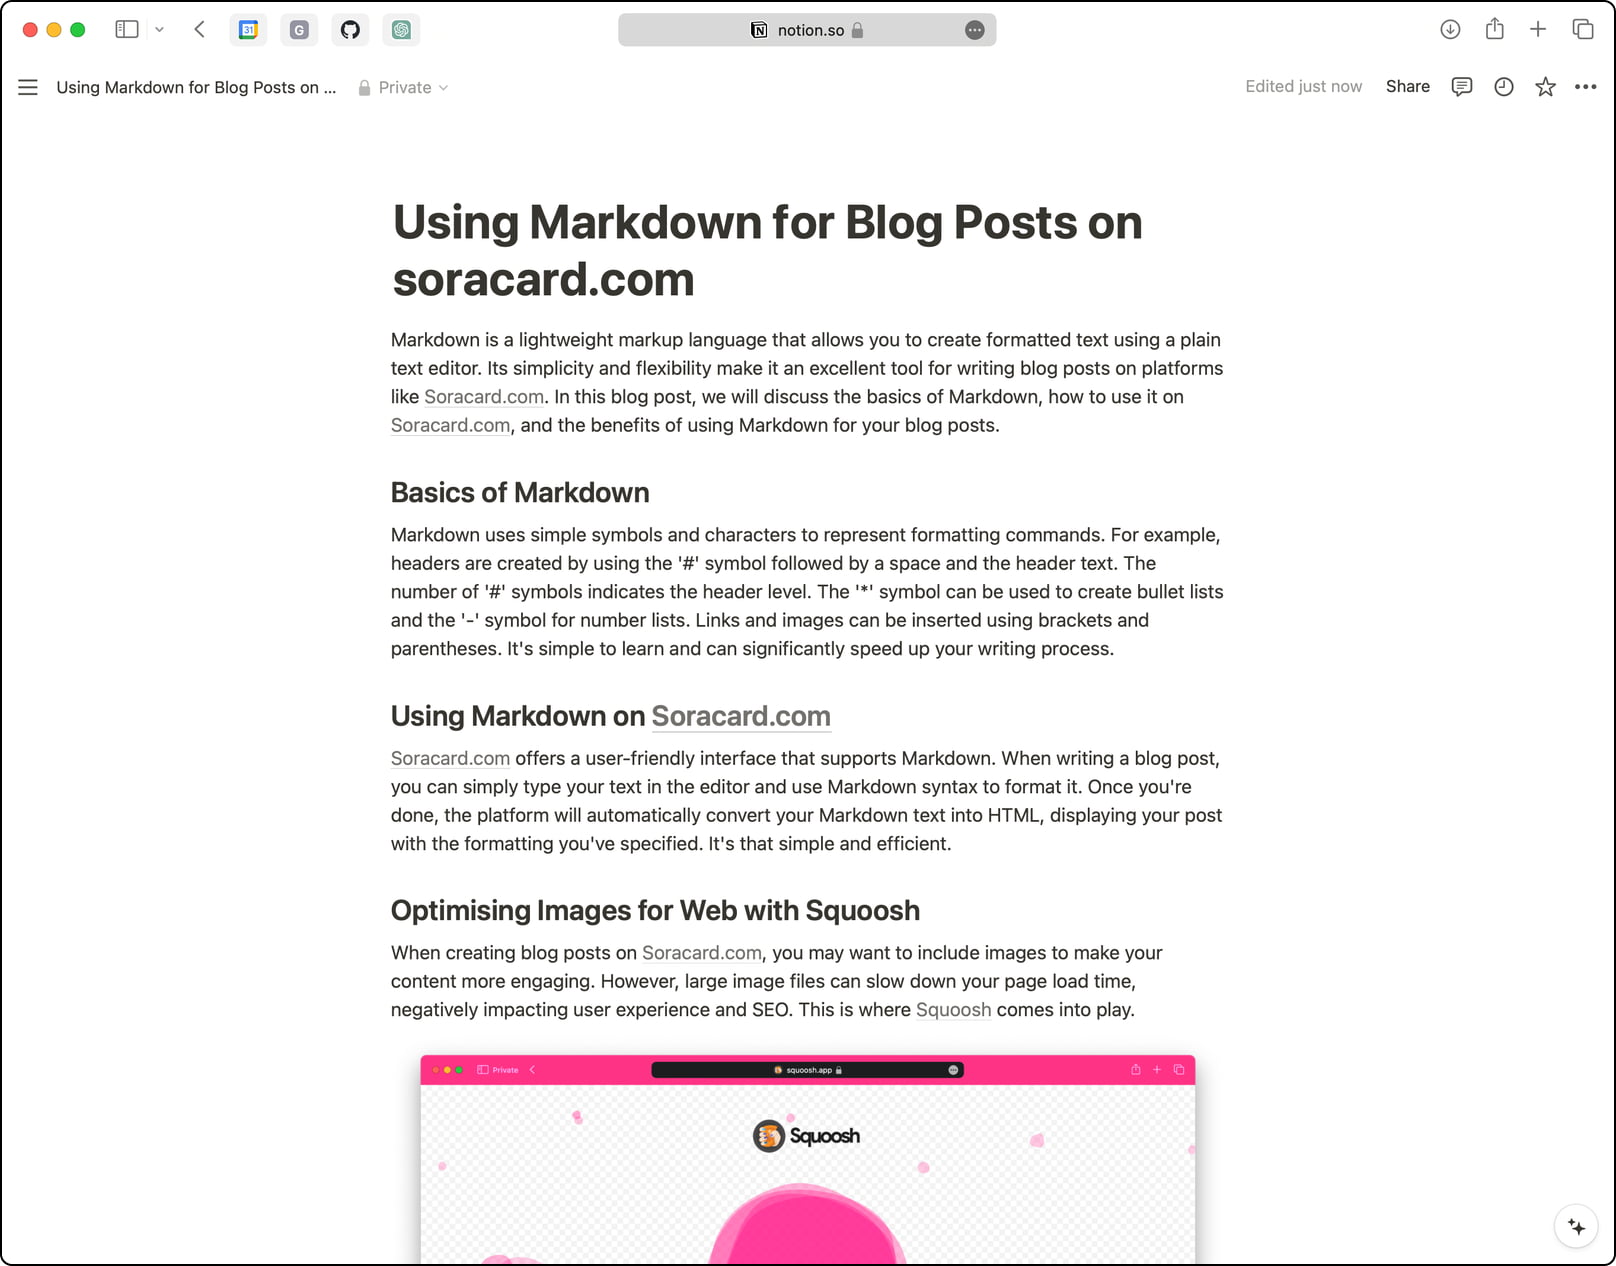 31
G
notion.so
Using Markdown for Blog Posts on ...
Private
Edited just now
Share
Using Markdown for Blog Posts on
soracard.com
Markdown is a lightweight markup language that allows you to create formatted text using a plain
text editor. Its simplicity and flexibility make it an excellent tool for writing blog posts on platforms
like Soracard.com. In this blog post, we will discuss the basics of Markdown, how to use it on
Soracard.com, and the benefits of using Markdown for your blog posts.
Basics of Markdown
Markdown uses simple symbols and characters to represent formatting commands. For example,
headers are created by using the '#' symbol followed by a space and the header text. The
number of '#' symbols indicates the header level. The '*' symbol can be used to create bullet lists
and the '-' symbol for number lists. Links and images can be inserted using brackets and
parentheses. It's simple to learn and can significantly speed up your writing process.
Using Markdown on Soracard.com
Soracard.com offers a user-friendly interface that supports Markdown. When writing a blog post,
you can simply type your text in the editor and use Markdown syntax to format it. Once you're
done, the platform will automatically convert your Markdown text into HTML, displaying your post
with the formatting you've specified. It's that simple and efficient.
Optimising Images for Web with Squoosh
When creating blog posts on Soracard.com, you may want to include images to make your
content more engaging. However, large image files can slow down your page load time,
negatively impacting user experience and SEO. This is where Squoosh comes into play.
Private
squoosh.app
Squoosh